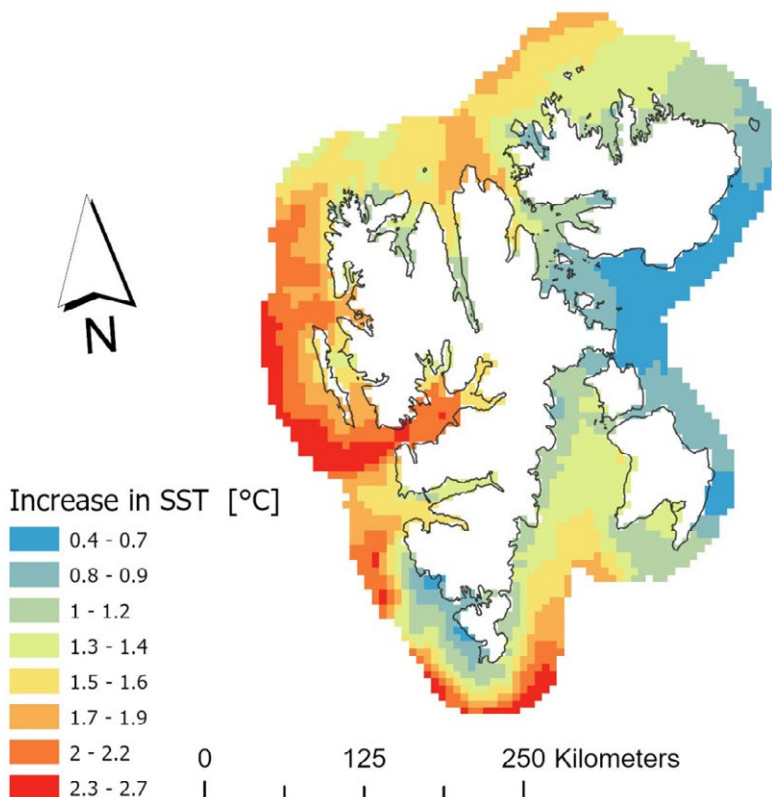 N
Increase in SST [°C]
0.4 - 0.7
0.8 - 0.9
1 - 1.2
1.3 - 1.4
1.5 - 1.6
1.7 - 1.9
2 - 2.2
2.3 - 2.7
0 125 250 Kilometers